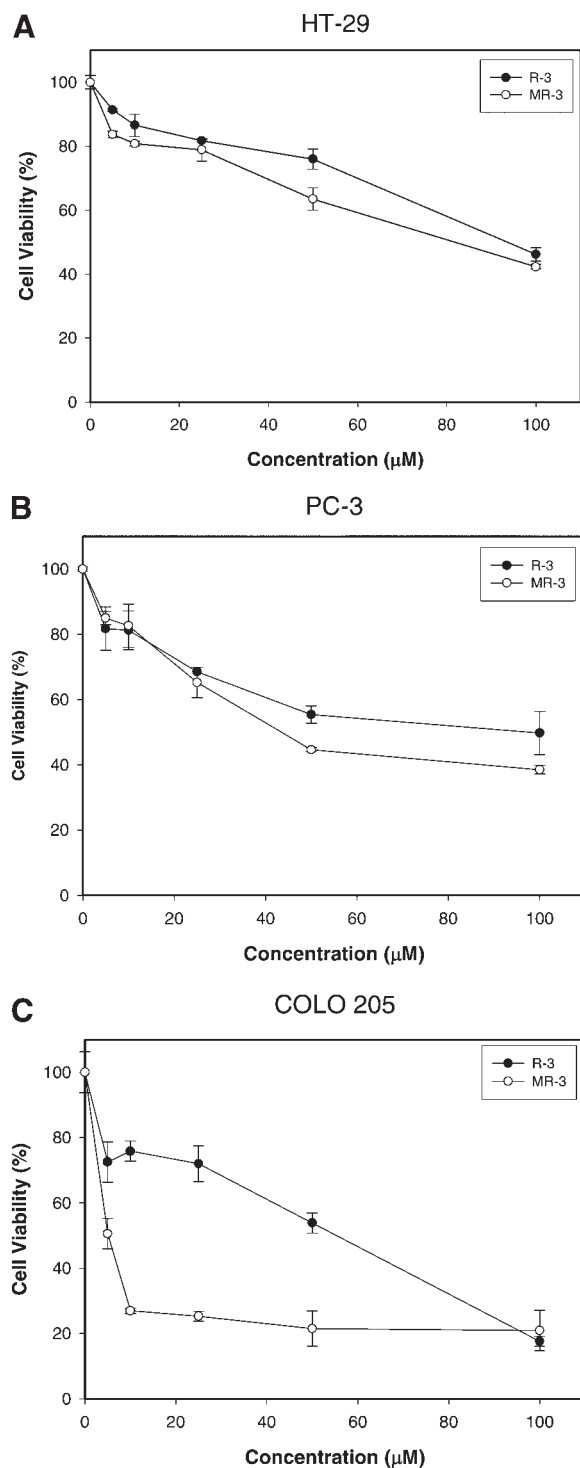 A
HT-29
R-3
MR-3
100
80
60
40
20
0
Cell Viability (%)
0 20 40 60 80 100
Concentration (μM)
B
PC-3
R-3
MR-3
100
80
60
40
20
0
Cell Viability (%)
0 20 40 60 80 100
Concentration (μM)
C
COLO 205
R-3
MR-3
100
80
60
40
20
0
Cell Viability (%)
0 20 40 60 80 100
Concentration (μM)